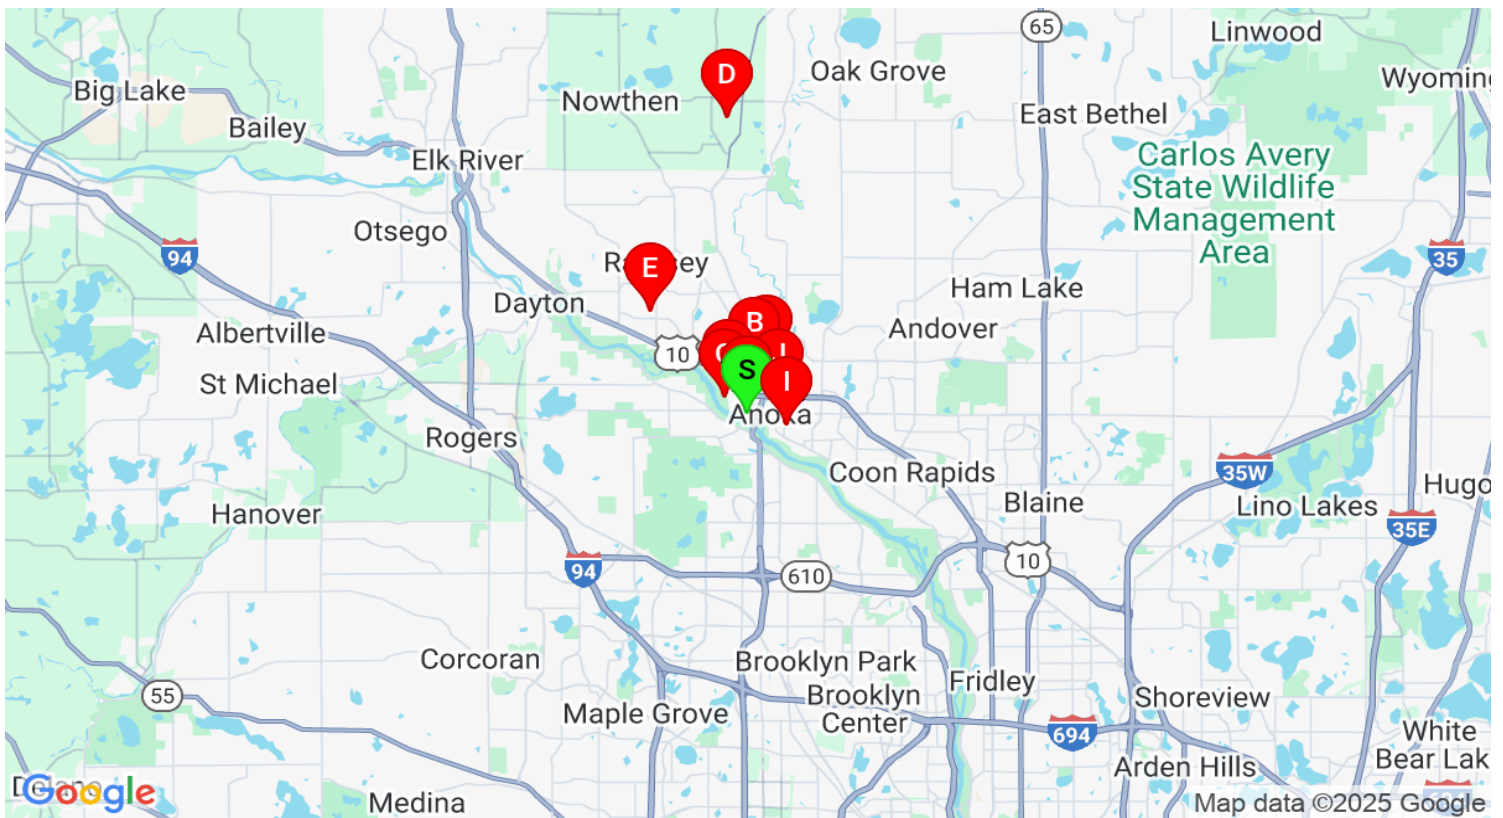 65
Linwood
D
Oak Grove
Wyoming
Big Lake
Nowthen
East Bethel
Bailey
Elk River
Carlos Avery
State Wildlife
Management
Area
Otsego
94
35
E
Dayton
Ham Lake
Albertville
B
Andover
10
J
St Michael
S
I
Anoka
Rogers
Coon Rapids
35W
Hugo
Hanover
Blaine
Lino Lakes
35E
94
610
10
Corcoran
Brooklyn Park
Brooklyn
Center
Fridley
55
Shoreview
Maple Grove
694
White
Bear Lak
Arden Hills
Google
Medina
Map data ©2025 Google